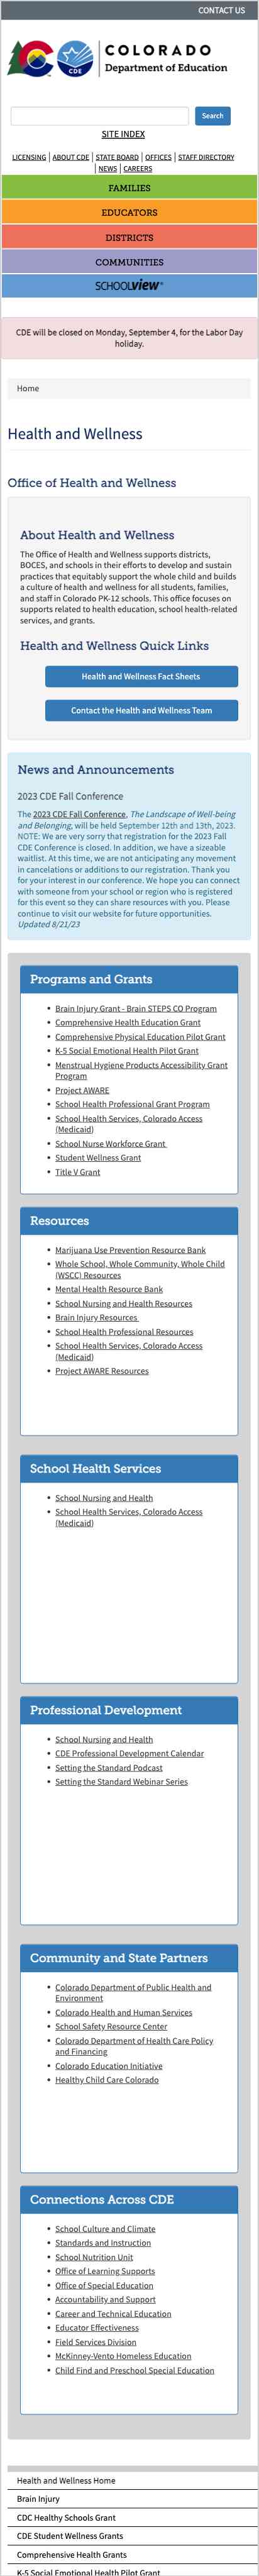 CONTACT US
COLORADO
Department of Education
CDE
Search
SITE INDEX
LICENSING | ABOUT CDE | STATE BOARD | OFFICES | STAFF DIRECTORY
| NEWS | CAREERS
FAMILIES
EDUCATORS
DISTRICTS
COMMUNITIES
SCHOOLVIEW®
CDE will be closed on Monday, September 4, for the Labor Day
holiday.
Home
Health and Wellness
Office of Health and Wellness
About Health and Wellness
The Office of Health and Wellness supports districts,
BOCES, and schools in their efforts to develop and sustain
practices that equitably support the whole child and builds
a culture of health and wellness for all students, families,
and staff in Colorado PK-12 schools. This office focuses on
supports related to health education, school health-related
services, and grants.
Health and Wellness Quick Links
Health and Wellness Fact Sheets
Contact the Health and Wellness Team
News and Announcements
2023 CDE Fall Conference
The 2023 CDE Fall Conference, The Landscape of Well-being
and Belonging, will be held September 12th and 13th, 2023.
NOTE: We are very sorry that registration for the 2023 Fall
CDE Conference is closed. In addition, we have a sizeable
waitlist. At this time, we are not anticipating any movement
in cancelations or additions to our registration. Thank you
for your interest in our conference. We hope you can connect
with someone from your school or region who is registered
for this event so they can share resources with you. Please
continue to visit our website for future opportunities.
Updated 8/21/23
Programs and Grants
Brain Injury Grant - Brain STEPS CO Program
Comprehensive Health Education Grant
Comprehensive Physical Education Pilot Grant
K-5 Social Emotional Health Pilot Grant
Menstrual Hygiene Products Accessibility Grant
Program
Project AWARE
School Health Professional Grant Program
School Health Services, Colorado Access
(Medicaid)
School Nurse Workforce Grant
Student Wellness Grant
Title V Grant
Resources
Marijuana Use Prevention Resource Bank
Whole School, Whole Community, Whole Child
(WSCC) Resources
Mental Health Resource Bank
School Nursing and Health Resources
Brain Injury Resources
School Health Professional Resources
School Health Services, Colorado Access
(Medicaid)
Project AWARE Resources
School Health Services
School Nursing and Health
School Health Services, Colorado Access
(Medicaid)
Professional Development
School Nursing and Health
CDE Professional Development Calendar
Setting the Standard Podcast
Setting the Standard Webinar Series
Community and State Partners
Colorado Department of Public Health and
Environment
Colorado Health and Human Services
School Safety Resource Center
Colorado Department of Health Care Policy
and Financing
Colorado Education Initiative
Healthy Child Care Colorado
Connections Across CDE
School Culture and Climate
Standards and Instruction
School Nutrition Unit
Office of Learning Supports
Office of Special Education
Accountability and Support
Career and Technical Education
Educator Effectiveness
Field Services Division
McKinney-Vento Homeless Education
Child Find and Preschool Special Education
Health and Wellness Home
Brain Injury
CDC Healthy Schools Grant
CDE Student Wellness Grants
Comprehensive Health Grants
K-5 Social Emotional Health Pilot Grant